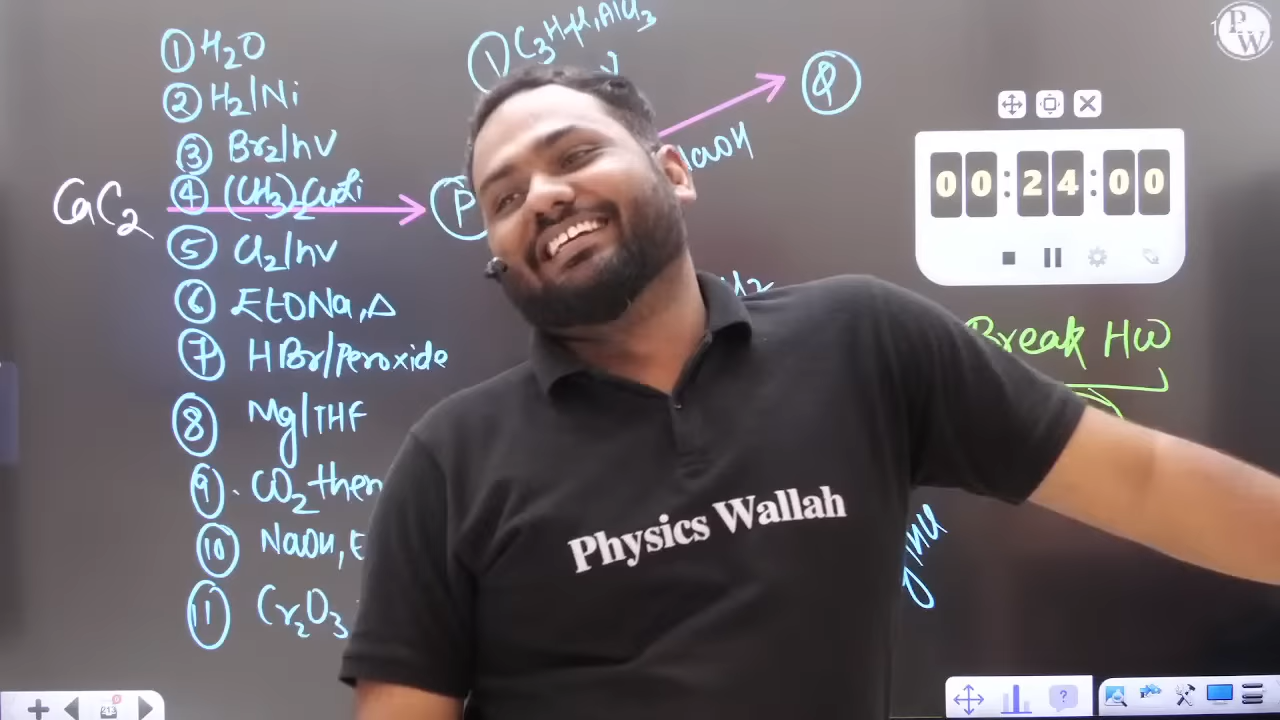 ① H₂O
② H₂/Ni
③ Br₂/hν
④ (CH₃)₂CuLi
⑤ Cl₂/hν
⑥ EtONa, Δ
⑦ HBr/Peroxide
⑧ Mg/THF
⑨ CO₂ then
⑩ NaOH,
⑪ Cr₂O₃
CaC₂
P
① C₃H
AlCl₃
Q
Break HW
00:24:00
Physics Wallah
PW
213